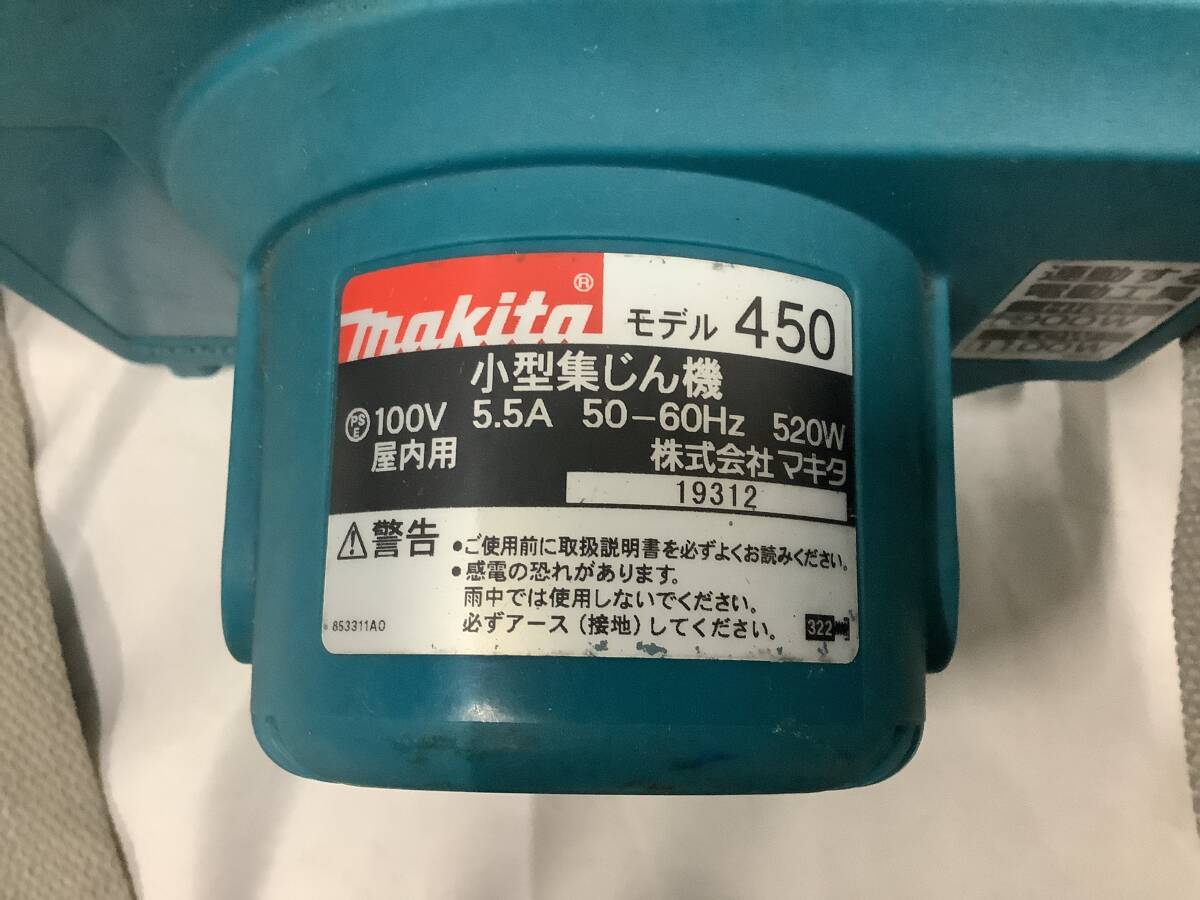 makita®
モデル 450
小型集じん機
PSE 100V 5.5A 50-60Hz 520W
屋内用 株式会社マキタ
19312
警告 •ご使用前に取扱説明書を必ずよくお読みください。
•感電の恐れがあります。
雨中では使用しないでください。
必ずアース(接地)してください。
853311A0
322
連動す